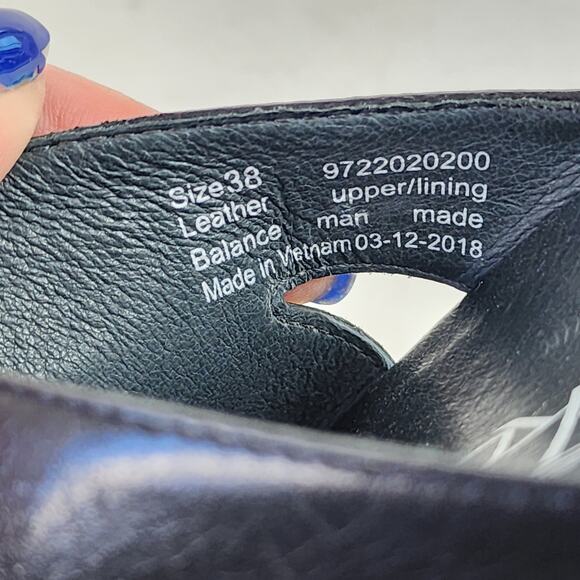 Size 38 9722020200
Leather upper/lining
Balance man made
Made in Vietnam 03-12-2018